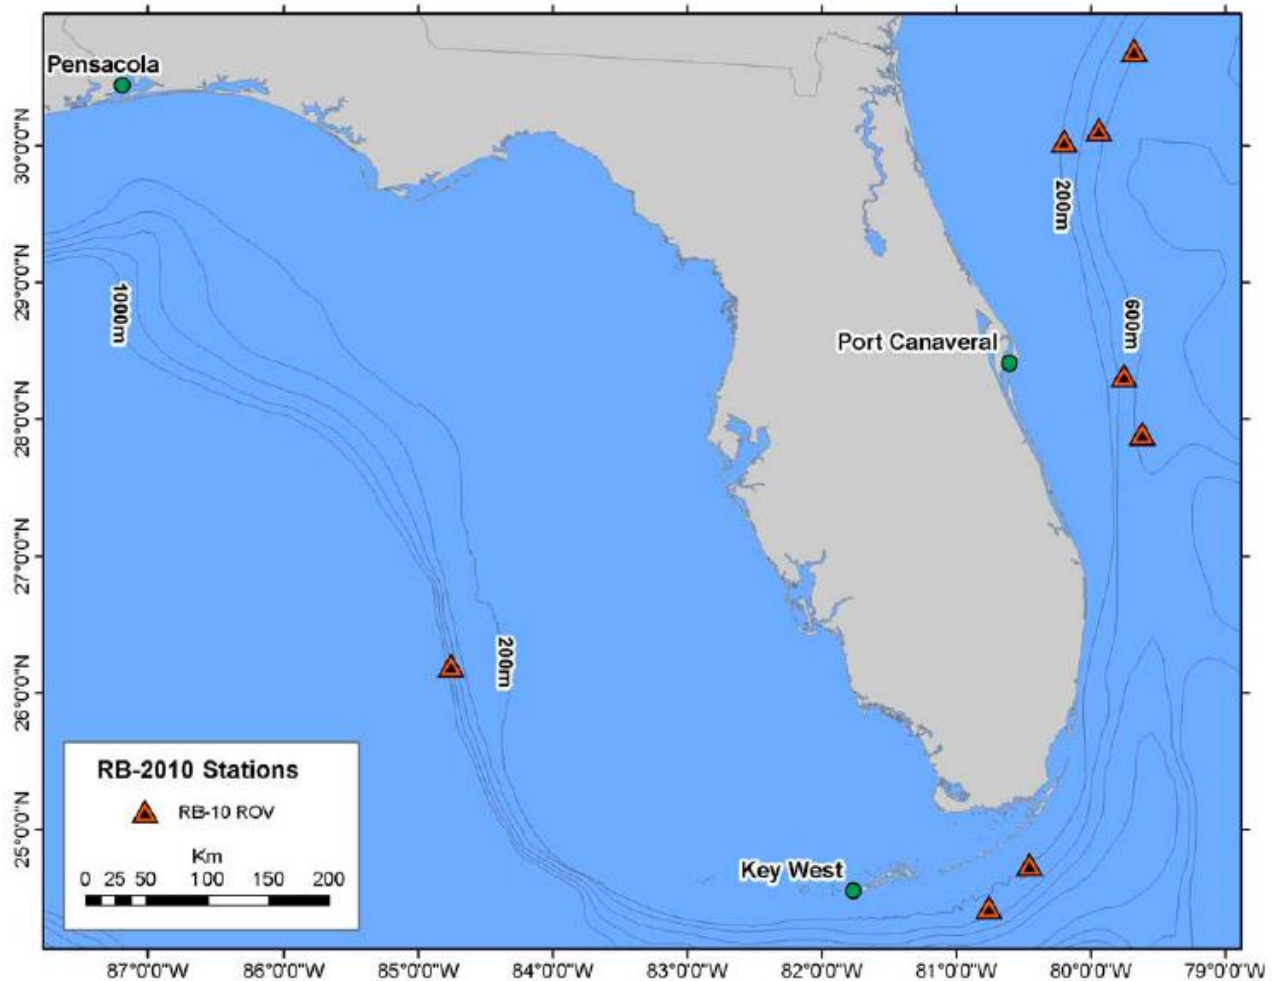 Pensacola
200m
1000m
600m
Port Canaveral
200m
Key West
RB-2010 Stations
RB-10 ROV
Km
0 25 50 100 150 200
30°0'0"N
29°0'0"N
28°0'0"N
27°0'0"N
26°0'0"N
25°0'0"N
87°0'0"W 86°0'0"W 85°0'0"W 84°0'0"W 83°0'0"W 82°0'0"W 81°0'0"W 80°0'0"W 79°0'0"W